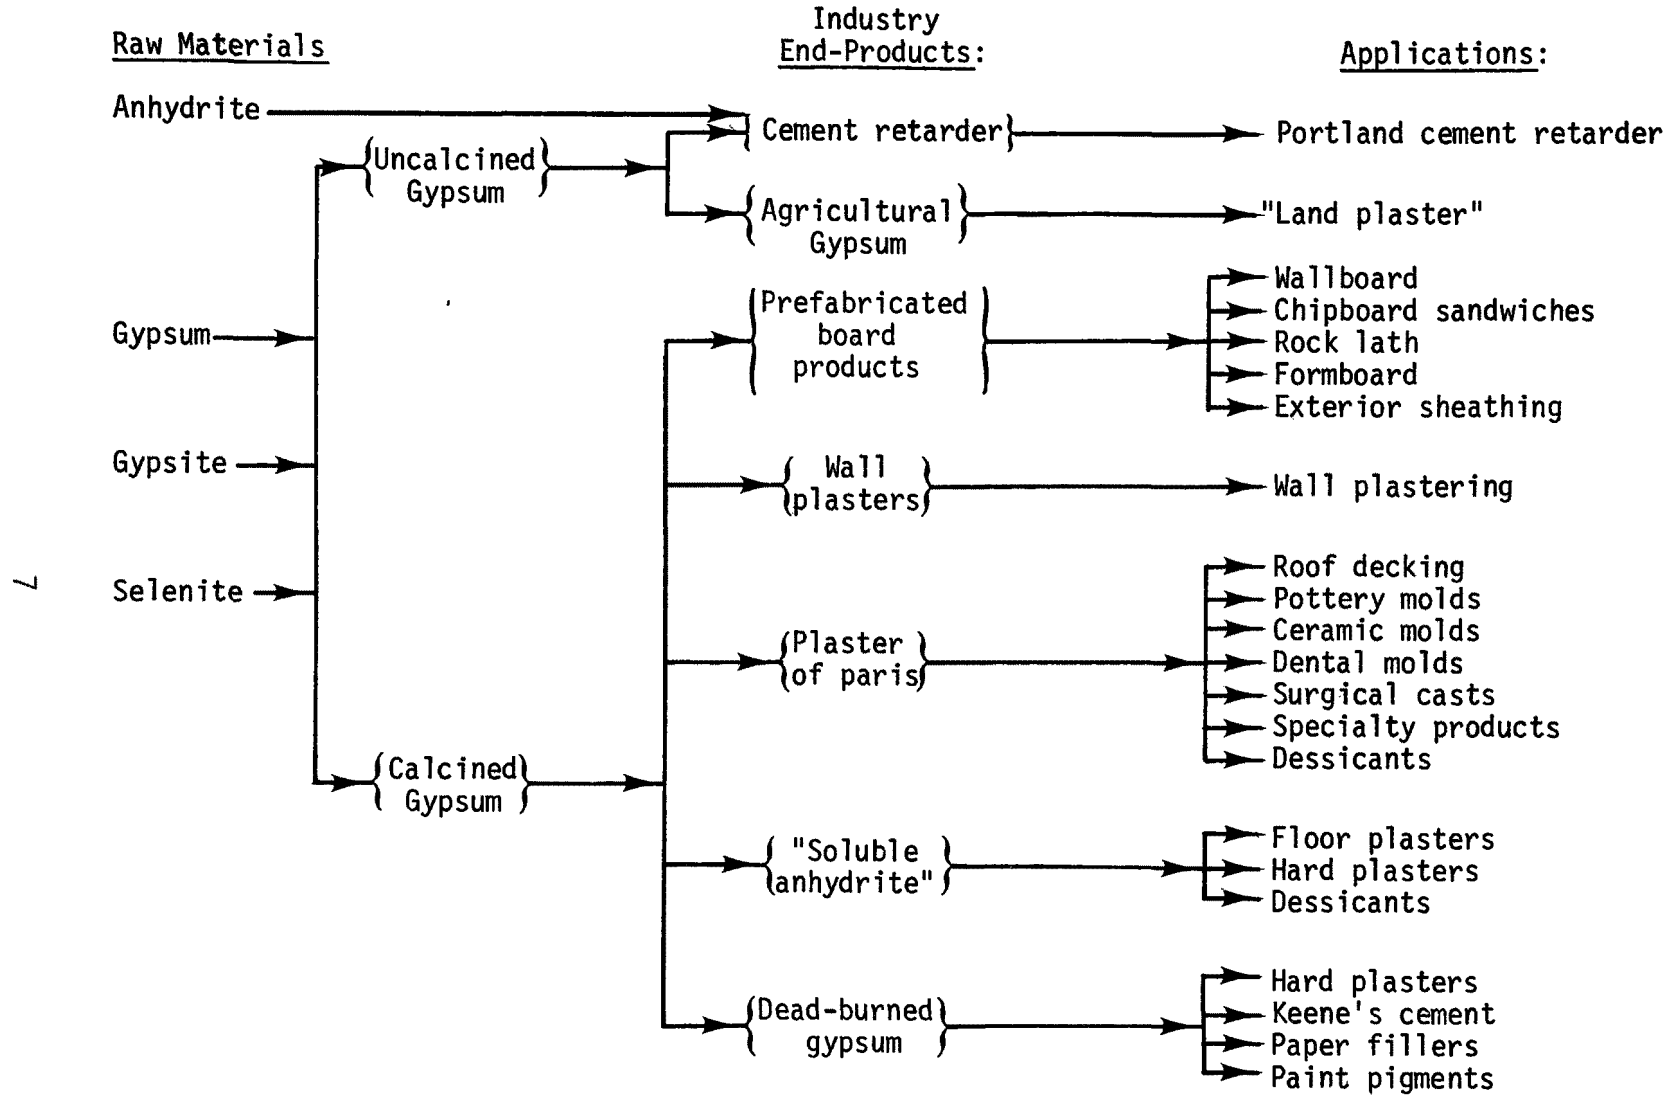 Raw Materials
Industry
End-Products:
Applications:
Anhydrite
Cement retarder
Portland cement retarder
Uncalcined
Gypsum
Agricultural
Gypsum
"Land plaster"
Gypsum
Gypsite
Selenite
Prefabricated
board
products
Wallboard
Chipboard sandwiches
Rock lath
Formboard
Exterior sheathing
Wall
plasters
Wall plastering
7
Plaster
of paris
Roof decking
Pottery molds
Ceramic molds
Dental molds
Surgical casts
Specialty products
Dessicants
Calcined
Gypsum
"Soluble
anhydrite"
Floor plasters
Hard plasters
Dessicants
Dead-burned
gypsum
Hard plasters
Keene's cement
Paper fillers
Paint pigments